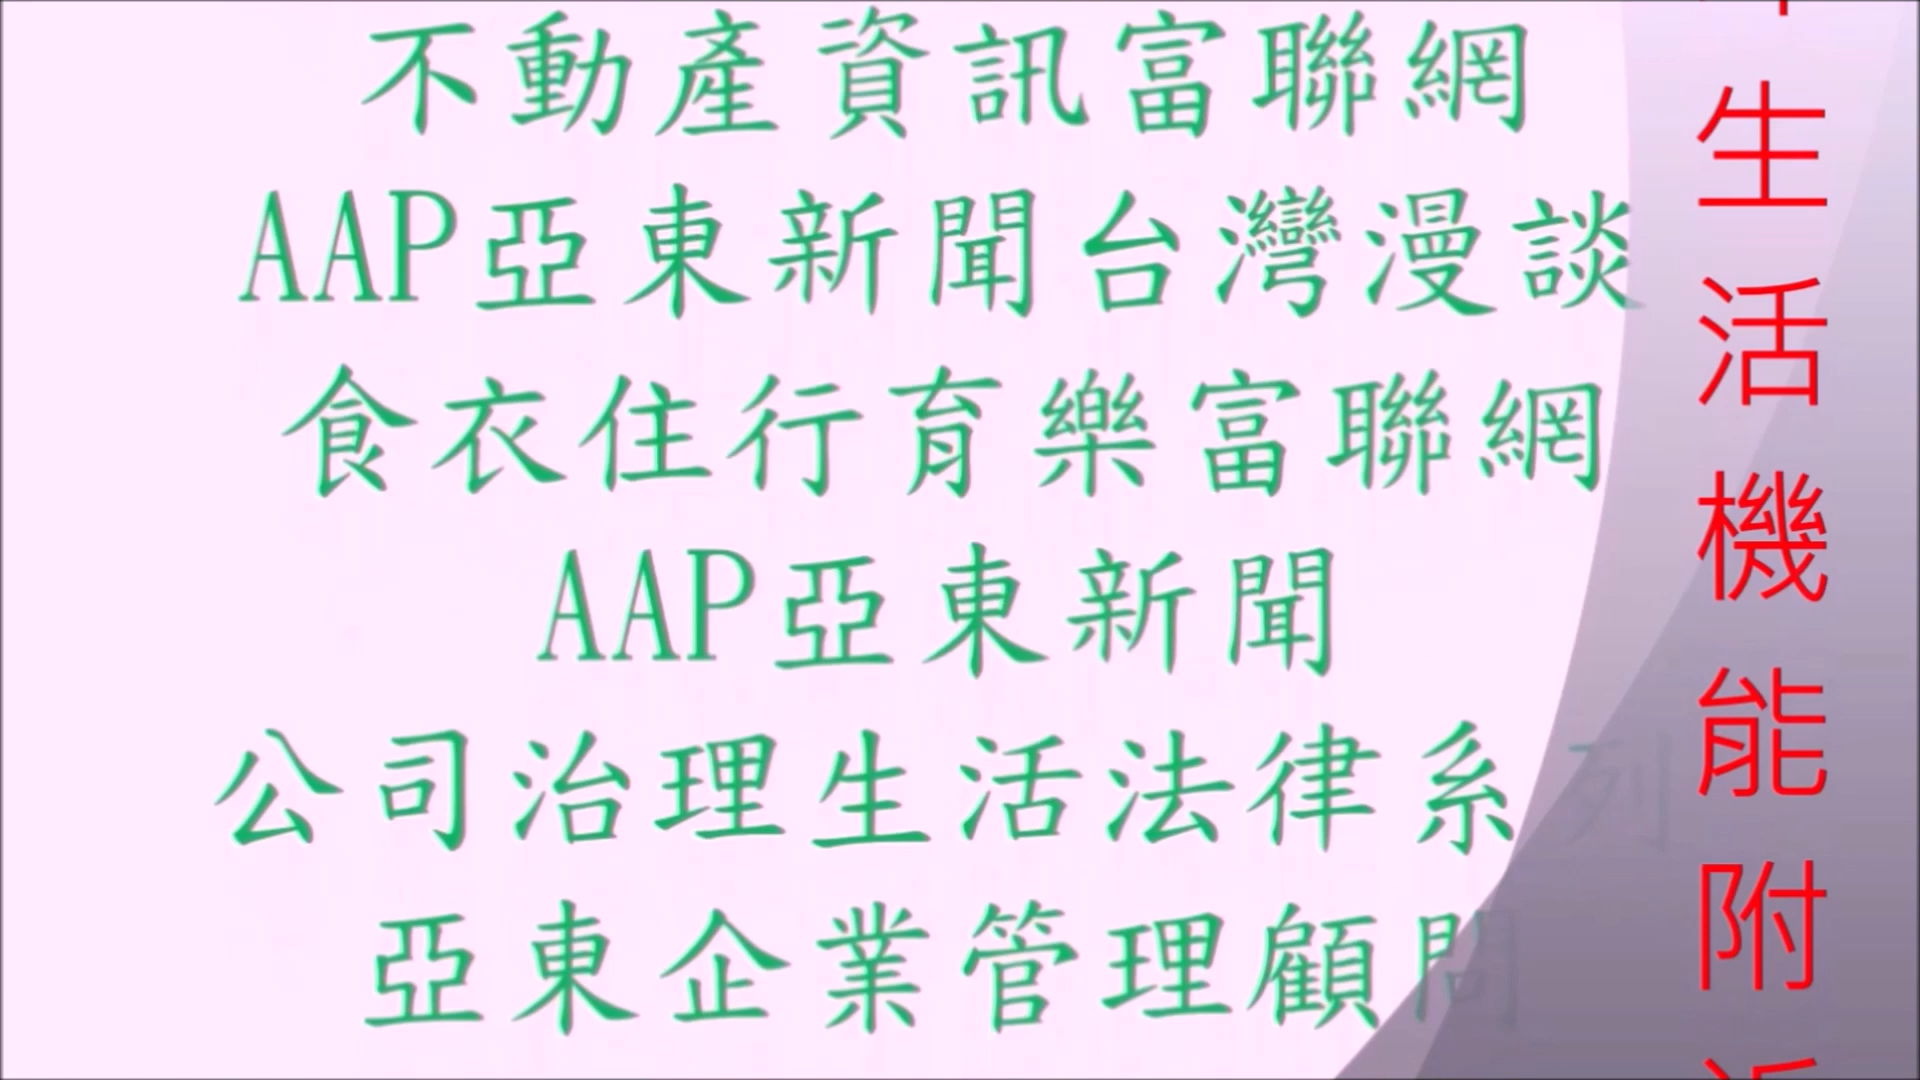 不動產資訊富聯網
AAP亞東新聞台灣漫談
食衣住行育樂富聯網
AAP亞東新聞
公司治理生活法律系列
亞東企業管理顧問
生活機能附